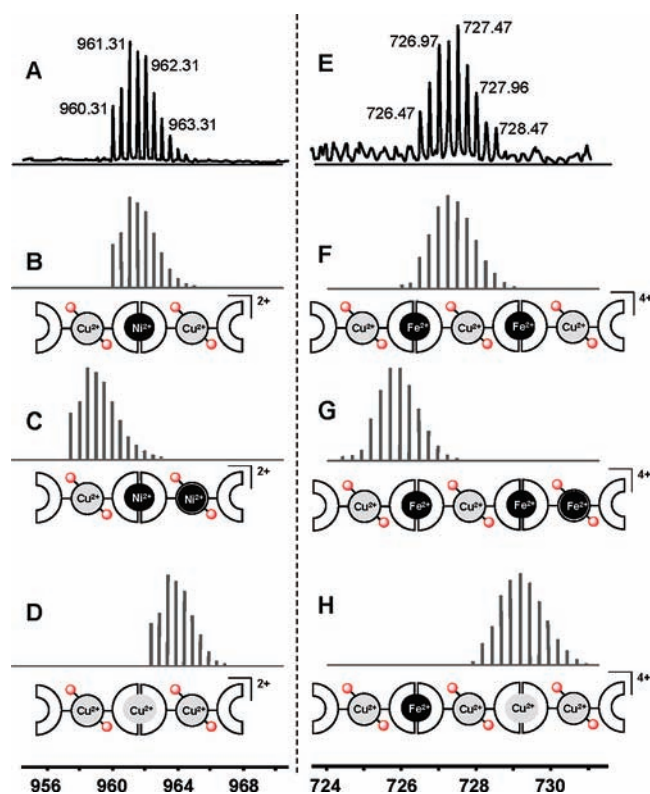 A
961.31
962.31
960.31
963.31
B
2+
Cu²⁺ Ni²⁺ Cu²⁺
C
2+
Cu²⁺ Ni²⁺ Ni²⁺
D
2+
Cu²⁺ Cu²⁺ Cu²⁺
956 960 964 968
E
727.47
726.97
727.96
726.47
728.47
F
4+
Cu²⁺ Fe²⁺ Cu²⁺ Fe²⁺ Cu²⁺
G
4+
Cu²⁺ Fe²⁺ Cu²⁺ Fe²⁺ Fe²⁺
H
4+
Cu²⁺ Fe²⁺ Cu²⁺ Cu²⁺ Cu²⁺
724 726 728 730